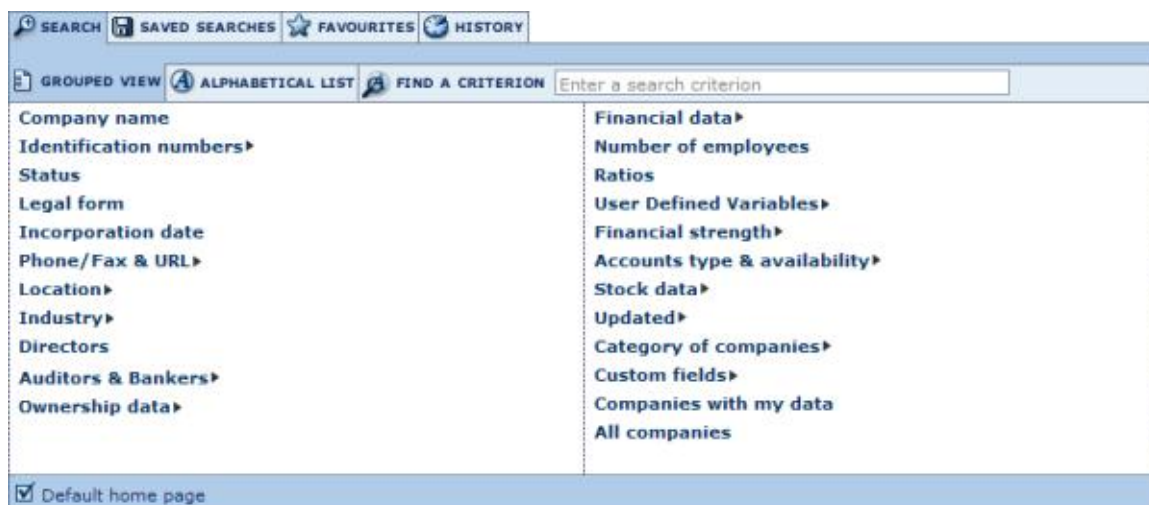 SEARCH SAVED SEARCHES FAVOURITES HISTORY
GROUPED VIEW ALPHABETICAL LIST FIND A CRITERION Enter a search criterion
Company name
Identification numbers
Status
Legal form
Incorporation date
Phone/Fax & URL
Location
Industry
Directors
Auditors & Bankers
Ownership data
Financial data
Number of employees
Ratios
User Defined Variables
Financial strength
Accounts type & availability
Stock data
Updated
Category of companies
Custom fields
Companies with my data
All companies
Default home page